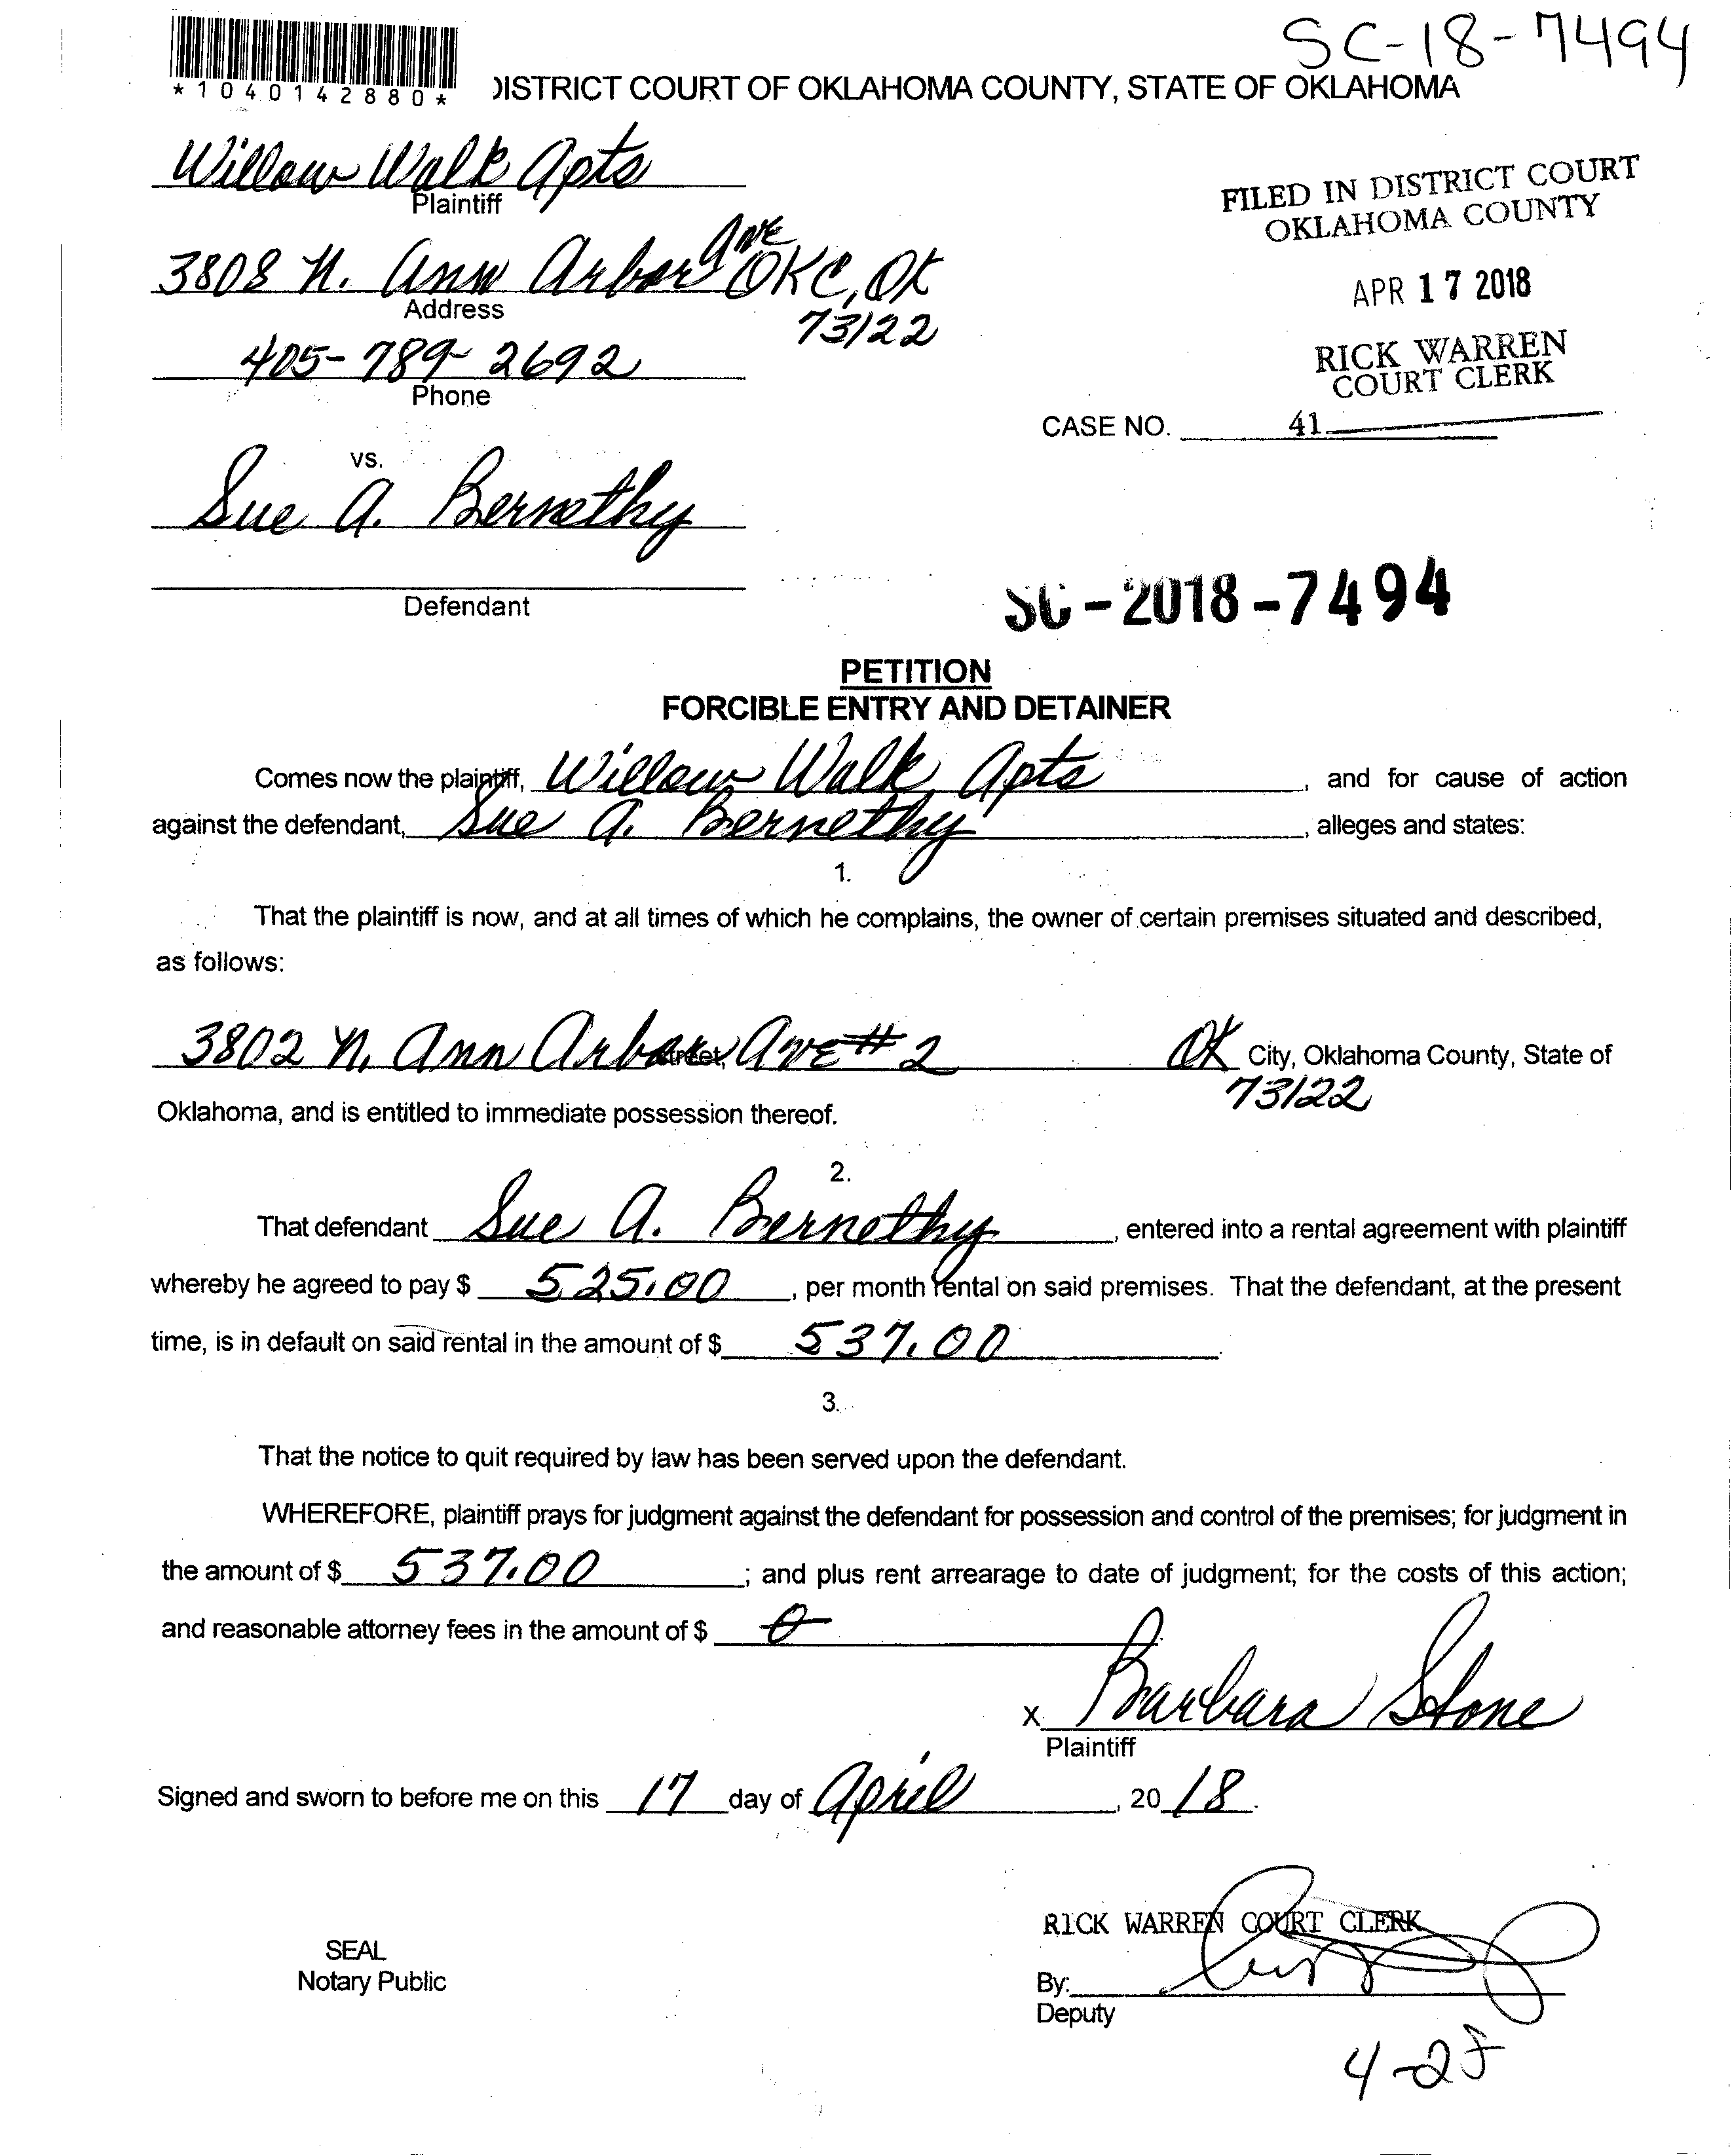 SC-18-7494
*1040142880*
DISTRICT COURT OF OKLAHOMA COUNTY, STATE OF OKLAHOMA
Willow Walk Apts
Plaintiff
FILED IN DISTRICT COURT
OKLAHOMA COUNTY
3808 N. Ann Arbor Ave OKC, OK
Address
73122
APR 17 2018
405-789-2692
Phone
RICK WARREN
COURT CLERK
CASE NO. 41
vs.
Sue A. Bernethy
Defendant
SC-2018-7494
PETITION
FORCIBLE ENTRY AND DETAINER
Comes now the plaintiff, Willow Walk Apts, and for cause of action
against the defendant, Sue A. Bernethy, alleges and states:
1.
That the plaintiff is now, and at all times of which he complains, the owner of certain premises situated and described,
as follows:
3802 N. Ann Arbor Ave #2 street, OK City, Oklahoma County, State of
73122
Oklahoma, and is entitled to immediate possession thereof.
2.
That defendant Sue A. Bernethy, entered into a rental agreement with plaintiff
whereby he agreed to pay $ 525.00, per month rental on said premises. That the defendant, at the present
time, is in default on said rental in the amount of $ 537.00.
3.
That the notice to quit required by law has been served upon the defendant.
WHEREFORE, plaintiff prays for judgment against the defendant for possession and control of the premises; for judgment in
the amount of $ 537.00; and plus rent arrearage to date of judgment; for the costs of this action;
and reasonable attorney fees in the amount of $ 0.
x Barbara Stone
Plaintiff
Signed and sworn to before me on this 17 day of April, 20 18.
RICK WARREN COURT CLERK
SEAL
Notary Public
By:
Deputy
4-28